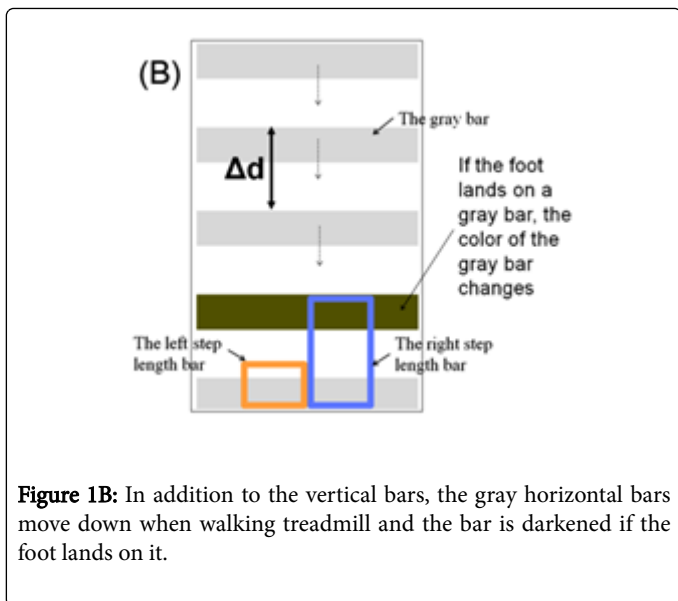 (B)
The gray bar
Δd
If the foot
lands on a
gray bar, the
color of the
gray bar
changes
The left step
length bar
The right step
length bar
Figure 1B: In addition to the vertical bars, the gray horizontal bars
move down when walking treadmill and the bar is darkened if the
foot lands on it.